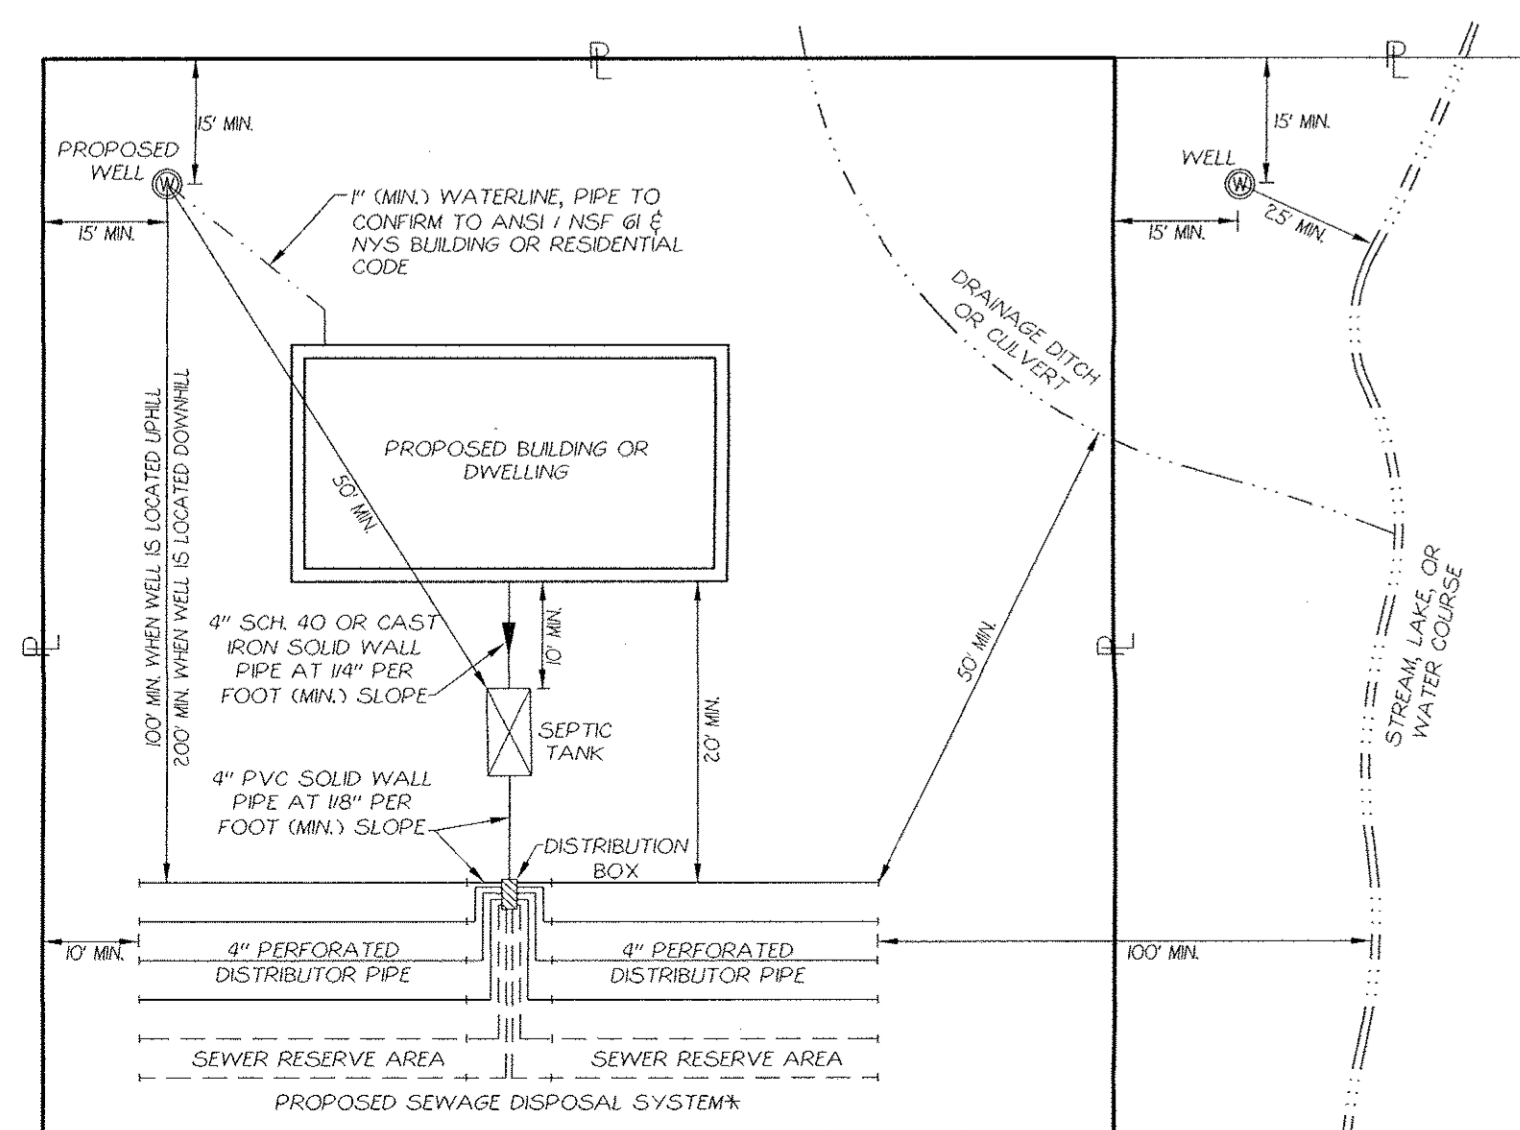 PL
PL
15' MIN.
15' MIN.
PROPOSED
WELL
W
15' MIN.
1" (MIN.) WATERLINE, PIPE TO
CONFIRM TO ANSI / NSF 61 &
NYS BUILDING OR RESIDENTIAL
CODE
WELL
W
15' MIN.
25' MIN.
DRAINAGE DITCH
OR CULVERT
PROPOSED BUILDING OR
DWELLING
50' MIN.
100' MIN. WHEN WELL IS LOCATED UPHILL
200' MIN. WHEN WELL IS LOCATED DOWNHILL
4" SCH. 40 OR CAST
IRON SOLID WALL
PIPE AT 1/4" PER
FOOT (MIN.) SLOPE
10' MIN.
PL
PL
50' MIN.
20' MIN.
STREAM, LAKE, OR
WATER COURSE
SEPTIC
TANK
4" PVC SOLID WALL
PIPE AT 1/8" PER
FOOT (MIN.) SLOPE
DISTRIBUTION
BOX
10' MIN.
4" PERFORATED
DISTRIBUTOR PIPE
4" PERFORATED
DISTRIBUTOR PIPE
100' MIN.
SEWER RESERVE AREA
SEWER RESERVE AREA
PROPOSED SEWAGE DISPOSAL SYSTEM*